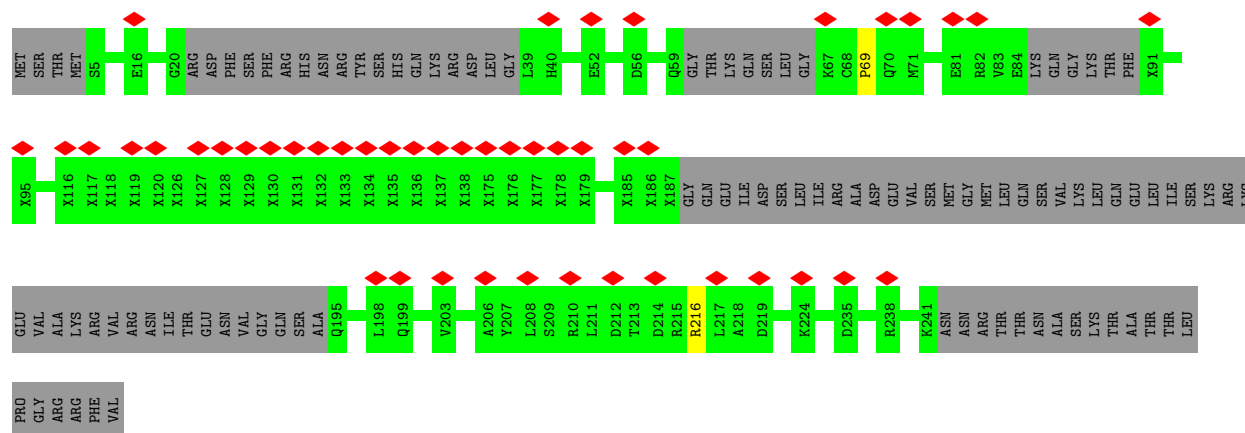 MET SER THR MET S5 E16 G20 ARG ASP PHE SER PHE ARG HIS ASN ARG TYR SER HIS GLN LYS ARG ASP LEU GLY L39 H40 E52 D56 Q59 GLY THR LYS GLN SER LEU GLY K67 C68 P69 Q70 M71 E81 R82 V83 E84 LYS GLN GLY LYS THR PHE X91
X95 X116 X117 X118 X119 X120 X126 X127 X128 X129 X130 X131 X132 X133 X134 X135 X136 X137 X138 X175 X176 X177 X178 X179 X185 X186 X187 GLY GLN GLU ILE ASP SER LEU ILE ARG ALA ASP GLU VAL SER MET GLY MET LEU GLN SER VAL LYS LEU GLN GLU LEU ILE SER LYS ARG LYS
GLU VAL ALA LYS ARG VAL ARG ASN ILE THR GLU ASN VAL GLY GLN SER ALA Q195 L198 Q199 V203 A206 Y207 L208 S209 R210 L211 D212 T213 D214 R215 R216 L217 A218 D219 K224 D235 R238 K241 ASN ASN ARG THR THR ASN ALA SER LYS THR ALA THR THR LEU
PRO GLY ARG ARG PHE VAL